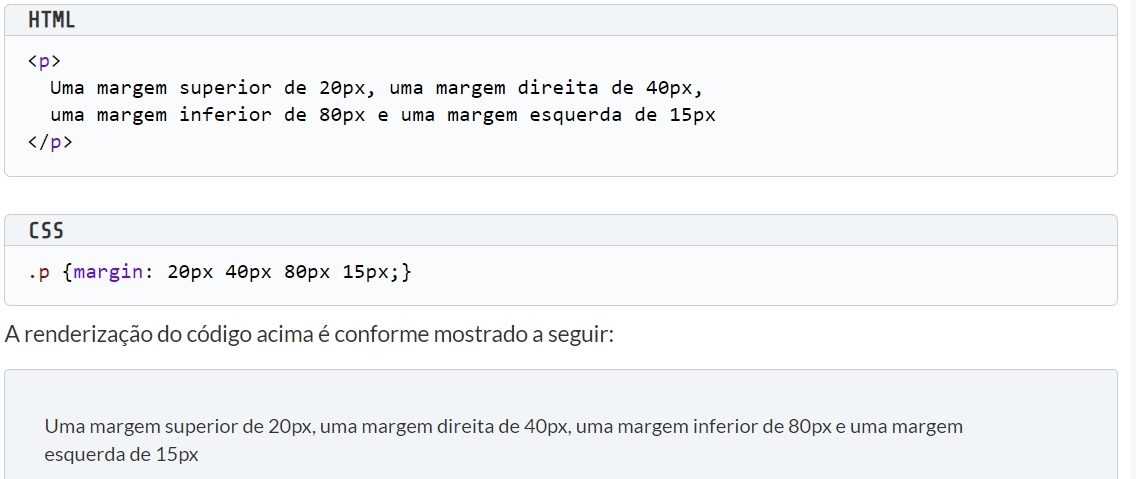 HTML
<p>
Uma margem superior de 20px, uma margem direita de 40px,
uma margem inferior de 80px e uma margem esquerda de 15px
</p>
CSS
.p {margin: 20px 40px 80px 15px;}
A renderização do código acima é conforme mostrado a seguir:
Uma margem superior de 20px, uma margem direita de 40px, uma margem inferior de 80px e uma margem
esquerda de 15px